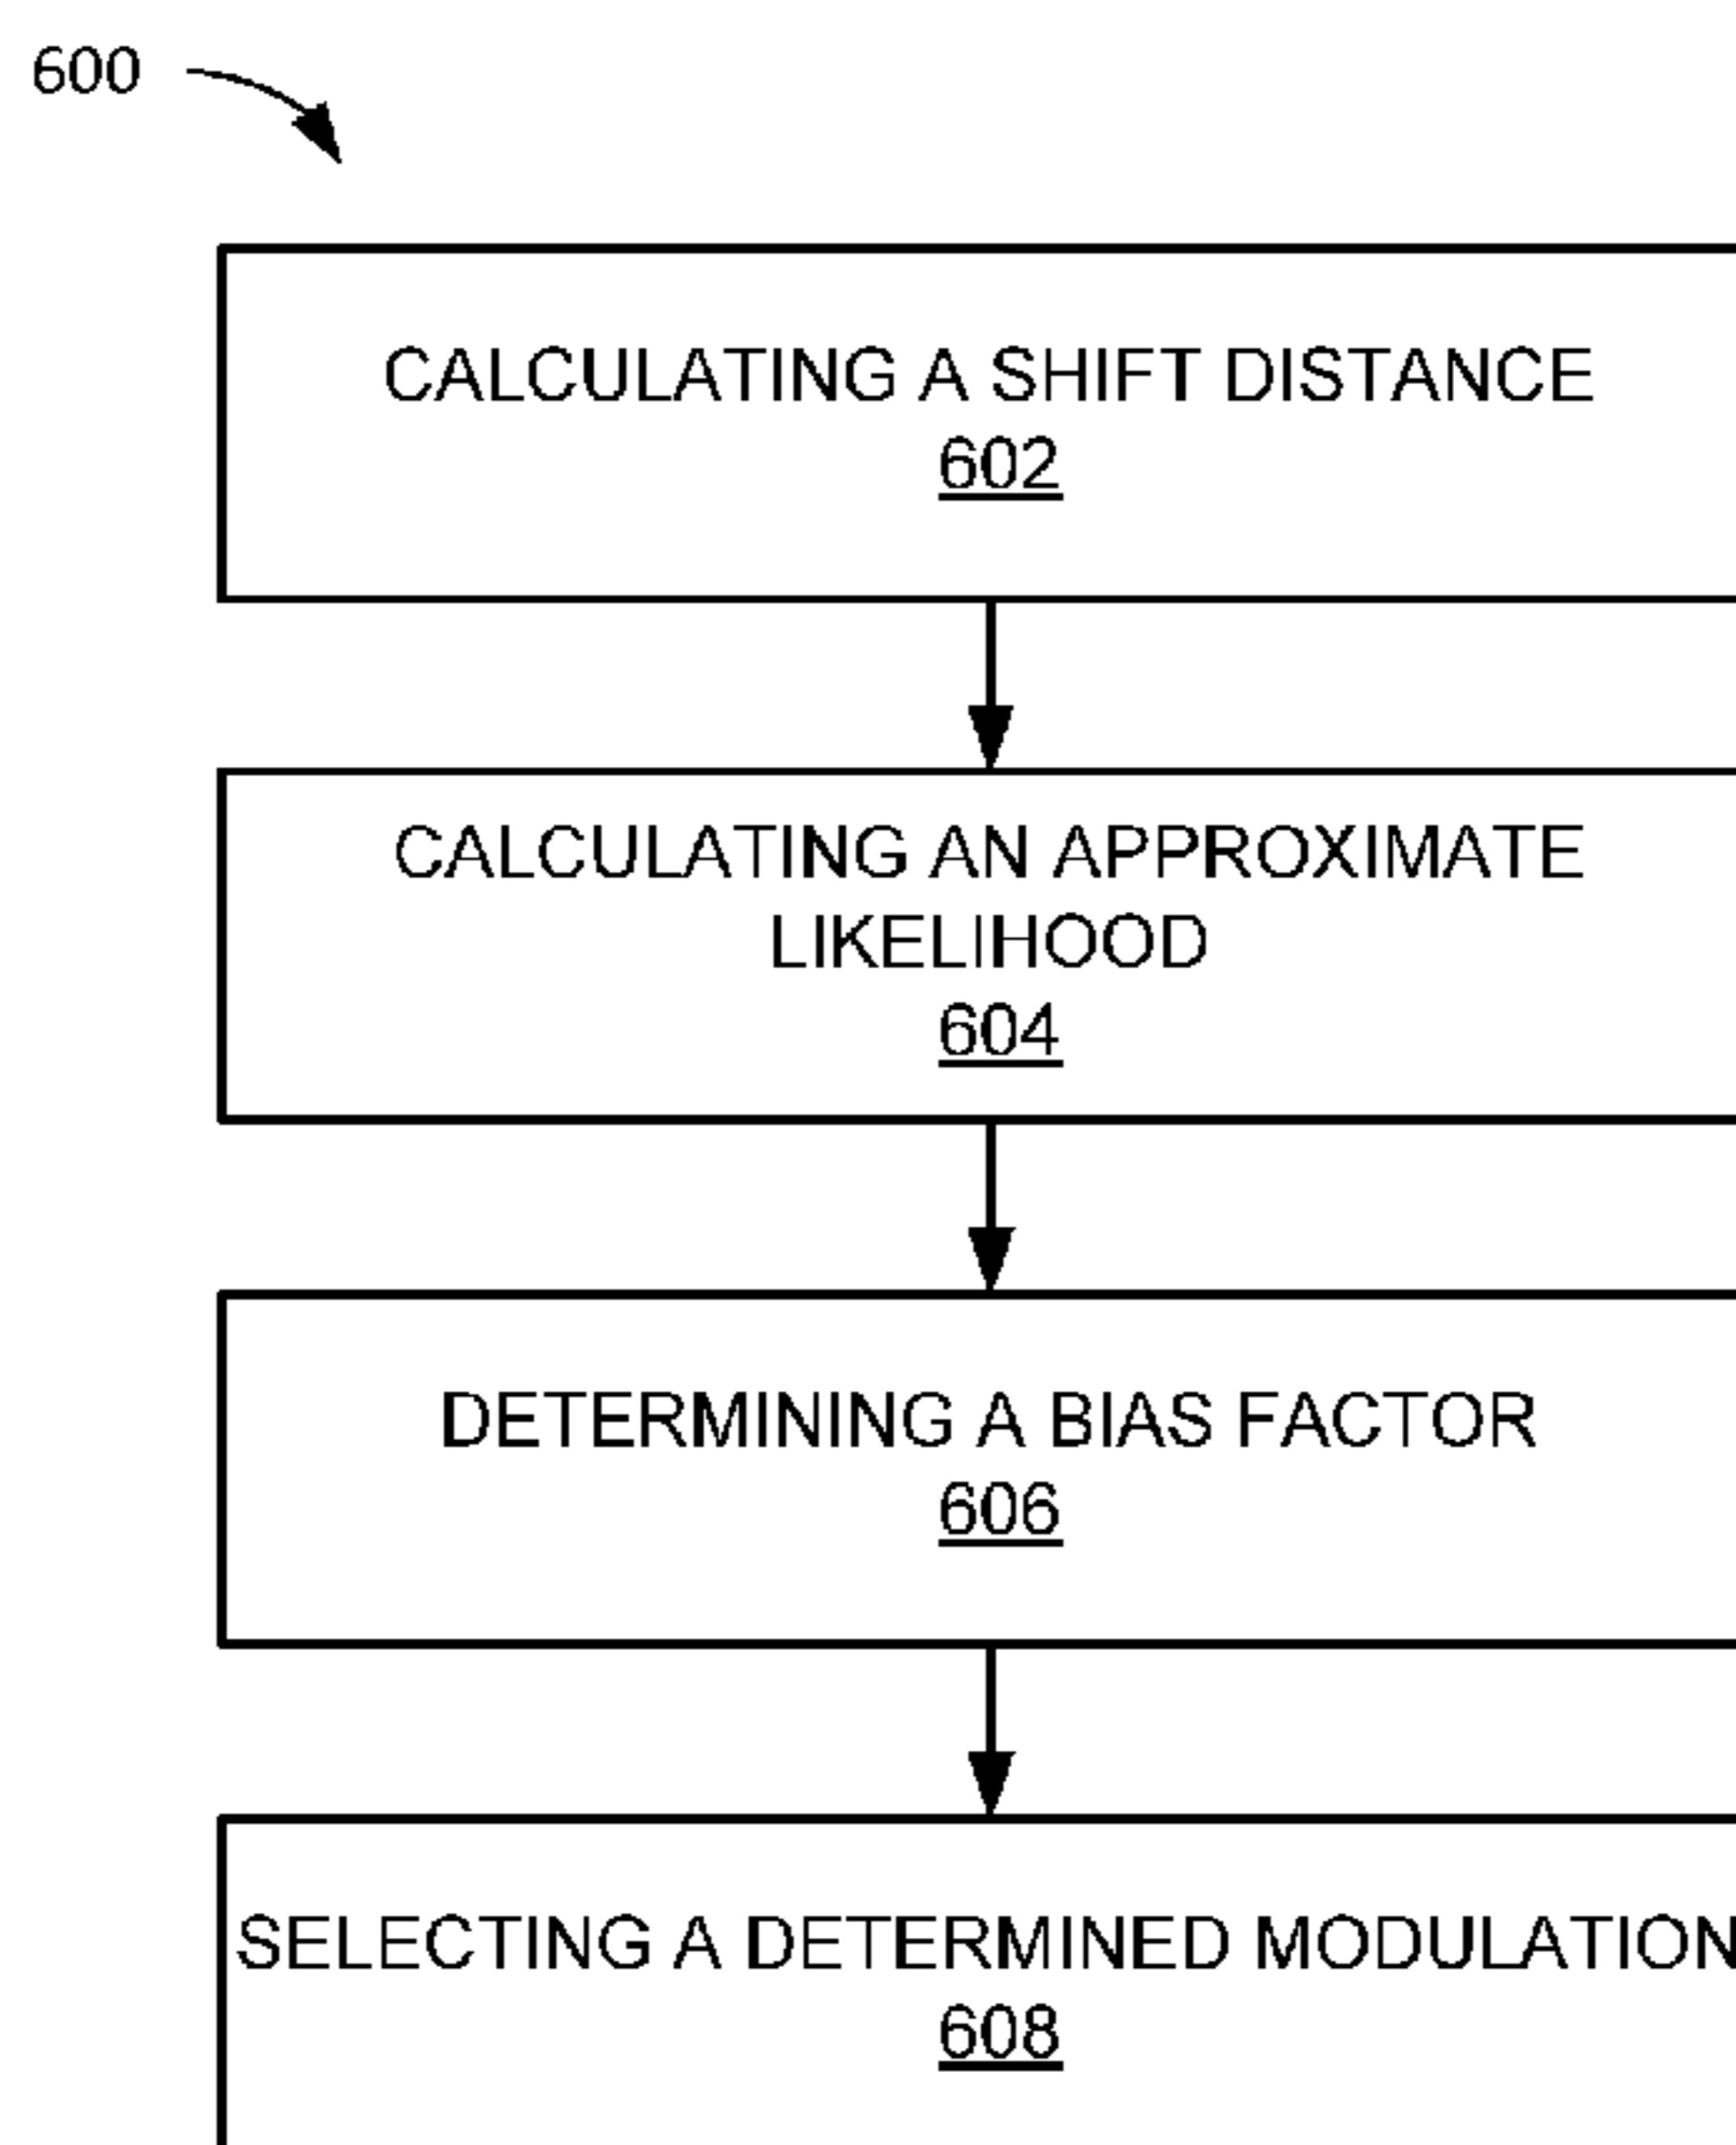 600
CALCULATING A SHIFT DISTANCE
602
CALCULATING AN APPROXIMATE
LIKELIHOOD
604
DETERMINING A BIAS FACTOR
606
SELECTING A DETERMINED MODULATION
608